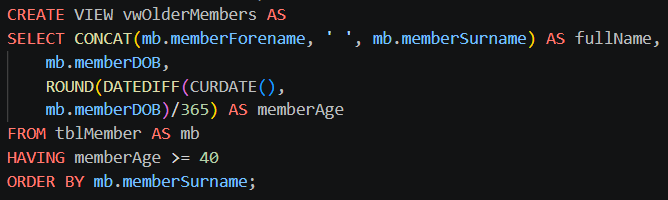 CREATE VIEW vwOlderMembers AS
SELECT CONCAT(mb.memberForename, ' ', mb.memberSurname) AS fullName,
    mb.memberDOB,
    ROUND(DATEDIFF(CURDATE(),
    mb.memberDOB)/365) AS memberAge
FROM tblMember AS mb
HAVING memberAge >= 40
ORDER BY mb.memberSurname;